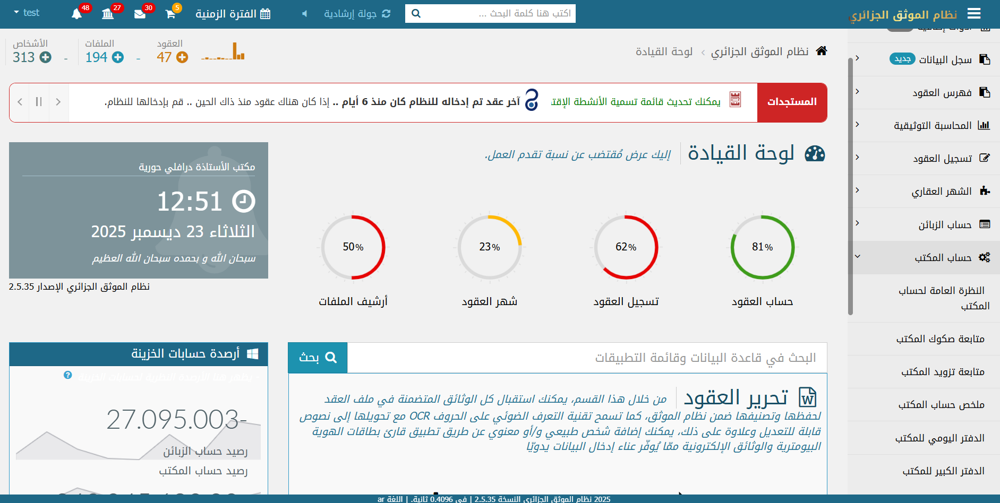 نظام الموثق الجزائري
اكتب هنا كلمة البحث ...
جولة إرشادية
الفترة الزمنية
5
30
27
48
test
سجل البيانات جديد
فهرس العقود
المحاسبة التوثيقية
تسجيل العقود
الشهر العقاري
حساب الزبائن
حساب المكتب
النظرة العامة لحساب
المكتب
متابعة صكوك المكتب
متابعة تزويد المكتب
ملخص حساب المكتب
الدفتر اليومي للمكتب
الدفتر الكبير للمكتب
نظام الموثق الجزائري
لوحة القيادة
العقود
47
-
الملفات
194
-
الأشخاص
313
المستجدات
يمكنك تحديث قائمة تسمية الأنشطة
آخر عقد تم إدخاله للنظام كان منذ 6 أيام .. إذا كان هناك عقود منذ ذاك الحين .. قم بإدخالها للنظام.
لوحة القيادة
إليك عرض مُقتضب عن نسبة تقدم العمل.
81%
حساب العقود
62%
تسجيل العقود
23%
شهر العقود
50%
أرشيف الملفات
مكتب الأستاذة درافلي حورية
12:51
الثلاثاء 23 ديسمبر 2025
سبحان الله و بحمده سبحان الله العظيم
نظام الموثق الجزائري الإصدار 2.5.35
البحث في قاعدة البيانات وقائمة التطبيقات
بحث
تحرير العقود
من خلال هذا القسم، يمكنك استقبال كل الوثائق المتضمنة في ملف العقد
لحفظها وتصنيفها ضمن نظام الموثق، كما تسمح تقنية التعرف الضوئي على الحروف OCR مع تحويلها إلى نصوص
قابلة للتعديل وعلاوة على ذلك، يمكنك إضافة شخص طبيعي و/أو معنوي عن طريق تطبيق قارئ بطاقات الهوية
البيومترية والوثائق الإلكترونية ممّا يُوفّر عناء إدخال البيانات يدويّا
أرصدة حسابات الخزينة
- يظهر هنا الأرصدة النظرية لحسابات الخزينة
27.095.003-
رصيد حساب الزبائن
رصيد حساب المكتب
2025 نظام الموثق الجزائري النسخة 2.5.35 | في 0.4096 ثانية. | اللغة ar